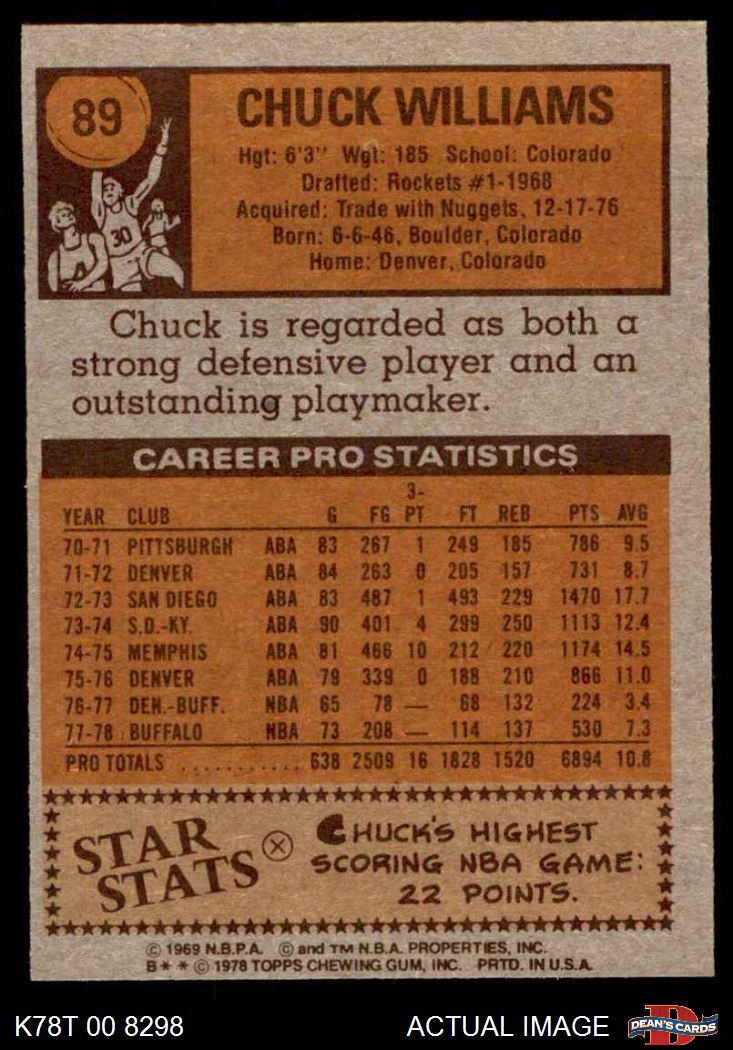 89
CHUCK WILLIAMS
Hgt: 6'3" Wgt: 185 School: Colorado
Drafted: Rockets #1-1968
Acquired: Trade with Nuggets, 12-17-76
Born: 6-6-46, Boulder, Colorado
Home: Denver, Colorado
30
Chuck is regarded as both a
strong defensive player and an
outstanding playmaker.
CAREER PRO STATISTICS
YEAR CLUB G FG 3-PT FT REB PTS AVG
70-71 PITTSBURGH ABA 83 267 1 249 185 786 9.5
71-72 DENVER ABA 84 263 0 205 157 731 8.7
72-73 SAN DIEGO ABA 83 487 1 493 229 1470 17.7
73-74 S.D.-KY. ABA 90 401 4 299 250 1113 12.4
74-75 MEMPHIS ABA 81 466 10 212 220 1174 14.5
75-76 DENVER ABA 79 339 0 188 210 866 11.0
76-77 DEN.-BUFF. NBA 65 78 — 68 132 224 3.4
77-78 BUFFALO NBA 73 208 — 114 137 530 7.3
PRO TOTALS ........... 638 2509 16 1828 1520 6894 10.8
STAR
STATS
CHUCK'S HIGHEST
SCORING NBA GAME:
22 POINTS.
© 1969 N.B.P.A. © and TM N.B.A. PROPERTIES, INC.
B* * © 1978 TOPPS CHEWING GUM, INC. PRTD. IN U.S.A.
K78T 00 8298 ACTUAL IMAGE DEAN'S CARDS